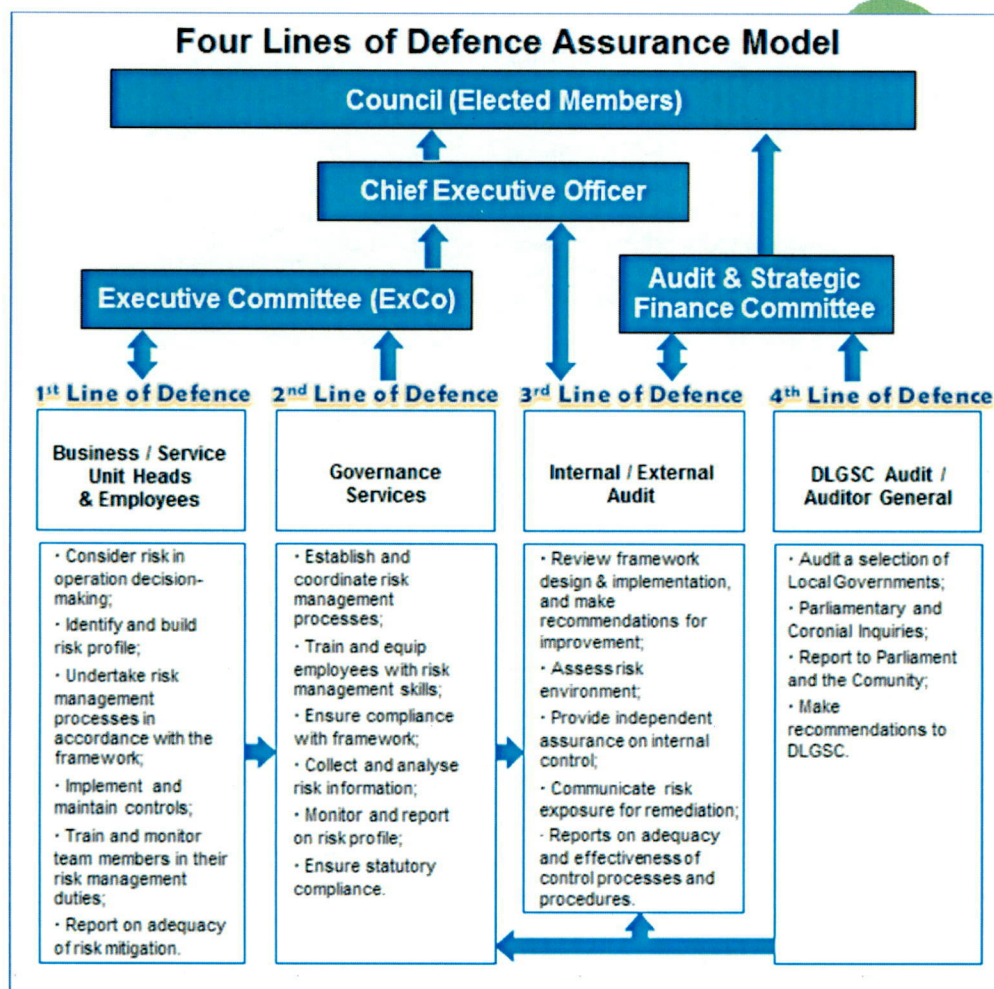 Four Lines of Defence Assurance Model
Council (Elected Members)
Chief Executive Officer
Executive Committee (ExCo)
Audit & Strategic
Finance Committee
1st Line of Defence
2nd Line of Defence
3rd Line of Defence
4th Line of Defence
Business / Service
Unit Heads
& Employees
Governance
Services
Internal / External
Audit
DLGSC Audit /
Auditor General
· Consider risk in
operation decision-
making;
· Identify and build
risk profile;
· Undertake risk
management
processes in
accordance with the
framework;
· Implement and
maintain controls;
· Train and monitor
team members in their
risk management
duties;
· Report on adequacy
of risk mitigation.
· Establish and
coordinate risk
management
processes;
· Train and equip
employees with risk
management skills;
· Ensure compliance
with framework;
· Collect and analyse
risk information;
· Monitor and report
on risk profile;
· Ensure statutory
compliance.
· Review framework
design & implementation,
and make
recommendations for
improvement;
· Assess risk
environment;
· Provide independent
assurance on internal
control;
· Communicate risk
exposure for remediation;
· Reports on adequacy
and effectiveness of
control processes and
procedures.
· Audit a selection of
Local Governments;
· Parliamentary and
Coronial Inquiries;
· Report to Parliament
and the Comunity;
· Make
recommendations to
DLGSC.